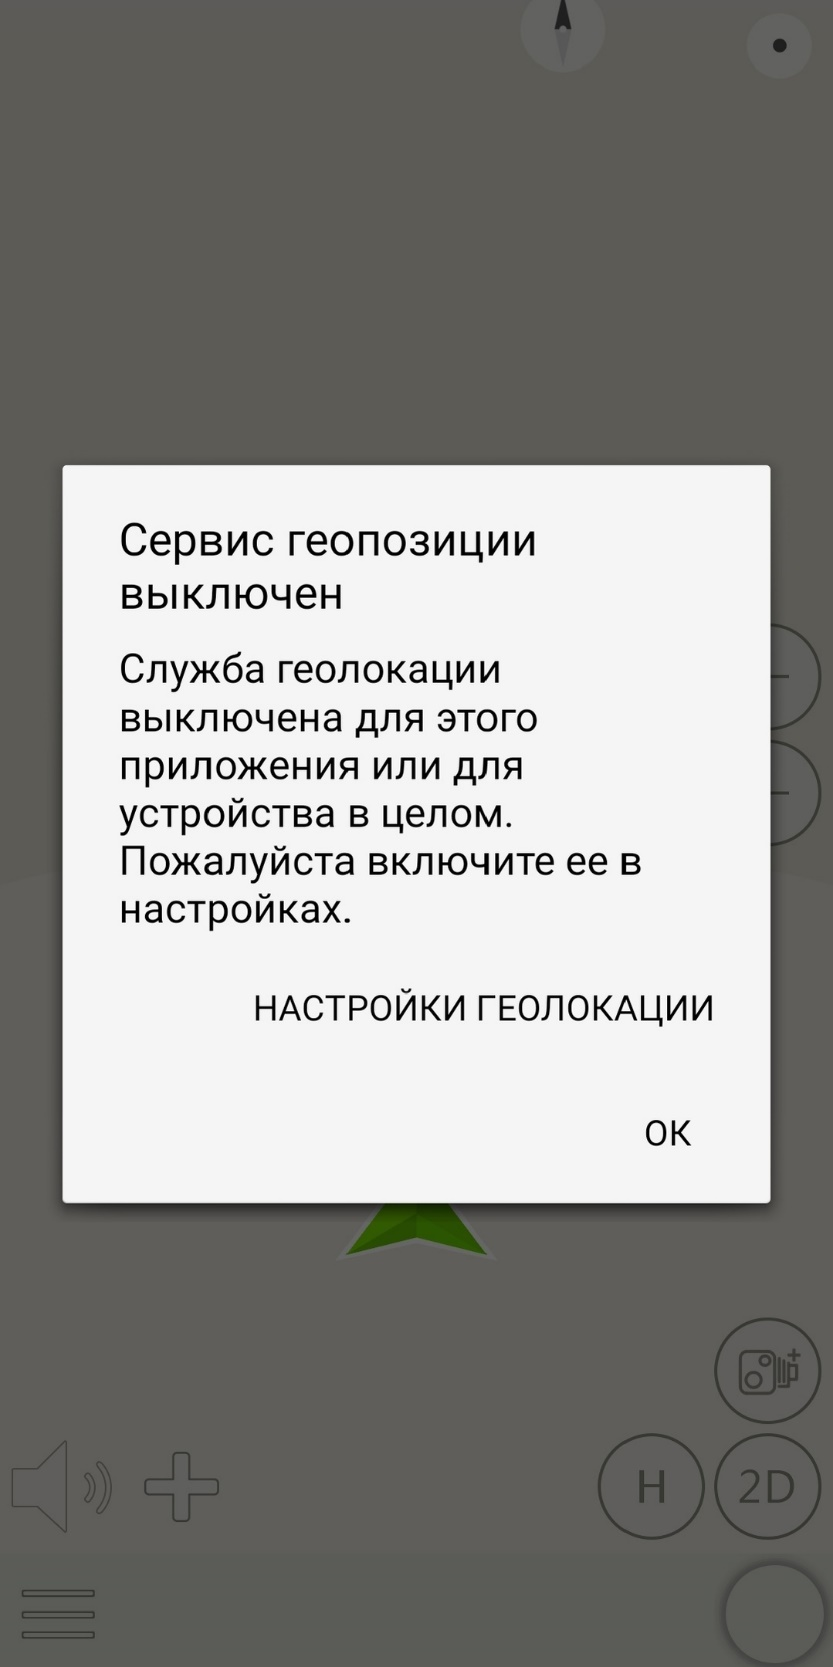 Сервис геопозиции
выключен
Служба геолокации
выключена для этого
приложения или для
устройства в целом.
Пожалуйста включите ее в
настройках.
НАСТРОЙКИ ГЕОЛОКАЦИИ
ОК
H
2D